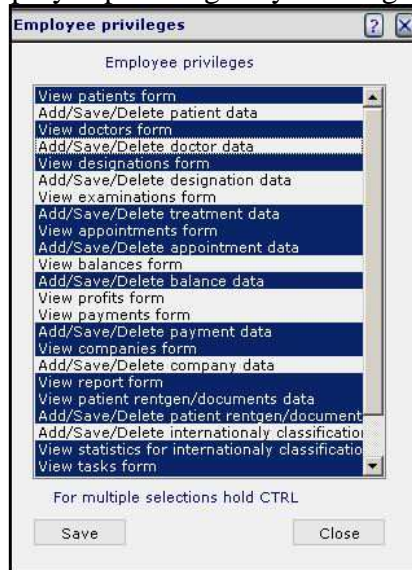 Employee privileges
Employee privileges
View patients form
Add/Save/Delete patient data
View doctors form
Add/Save/Delete doctor data
View designations form
Add/Save/Delete designation data
View examinations form
Add/Save/Delete treatment data
View appointments form
Add/Save/Delete appointment data
View balances form
Add/Save/Delete balance data
View profits form
View payments form
Add/Save/Delete payment data
View companies form
Add/Save/Delete company data
View report form
View patient rentgen/documents data
Add/Save/Delete patient rentgen/document
Add/Save/Delete internationaly classification
View statistics for internationaly classificatio
View tasks form
For multiple selections hold CTRL
Save Close